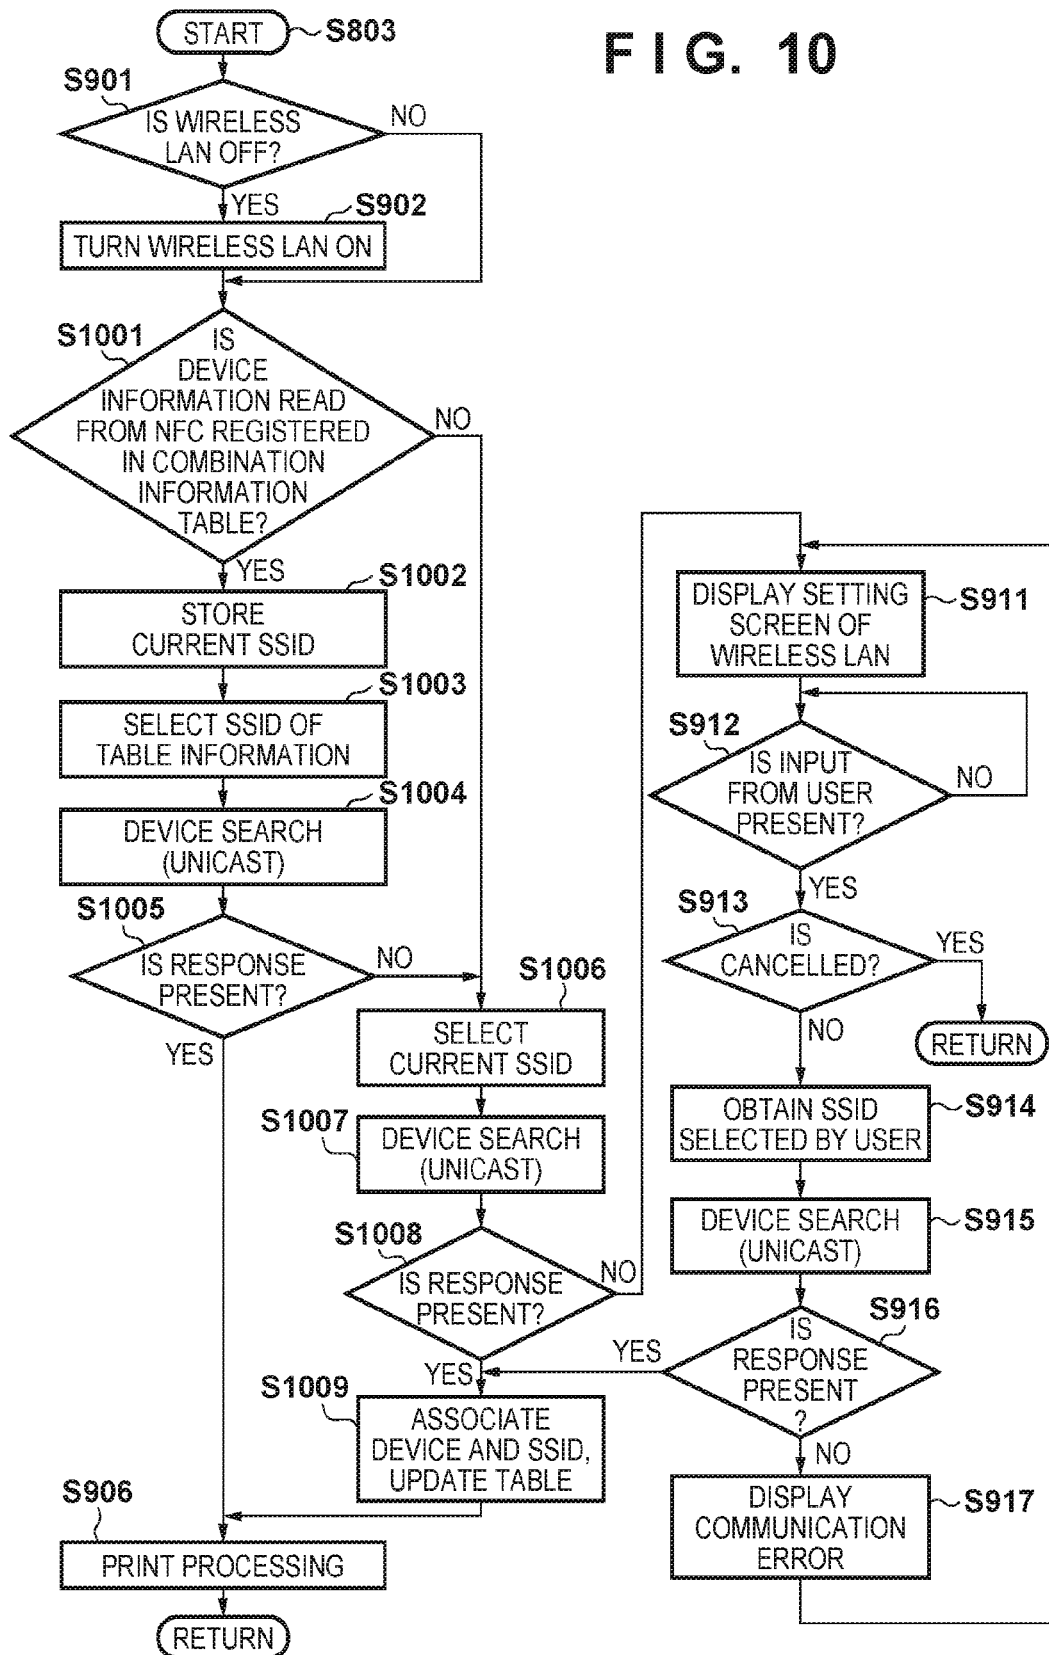 FIG. 10
START
S803
S901
IS WIRELESS
LAN OFF?
NO
YES
S902
TURN WIRELESS LAN ON
S1001
IS
DEVICE
INFORMATION READ
FROM NFC REGISTERED
IN COMBINATION
INFORMATION
TABLE?
NO
YES
S1002
STORE
CURRENT SSID
S1003
SELECT SSID OF
TABLE INFORMATION
S1004
DEVICE SEARCH
(UNICAST)
S1005
IS RESPONSE
PRESENT?
NO
YES
S1006
SELECT
CURRENT SSID
S1007
DEVICE SEARCH
(UNICAST)
S1008
IS RESPONSE
PRESENT?
NO
YES
S1009
ASSOCIATE
DEVICE AND SSID,
UPDATE TABLE
S906
PRINT PROCESSING
RETURN
DISPLAY SETTING
SCREEN OF
WIRELESS LAN
S911
S912
IS INPUT
FROM USER
PRESENT?
NO
YES
S913
IS
CANCELLED?
YES
NO
RETURN
OBTAIN SSID
SELECTED BY USER
S914
DEVICE SEARCH
(UNICAST)
S915
S916
IS
RESPONSE
PRESENT
?
YES
NO
DISPLAY
COMMUNICATION
ERROR
S917